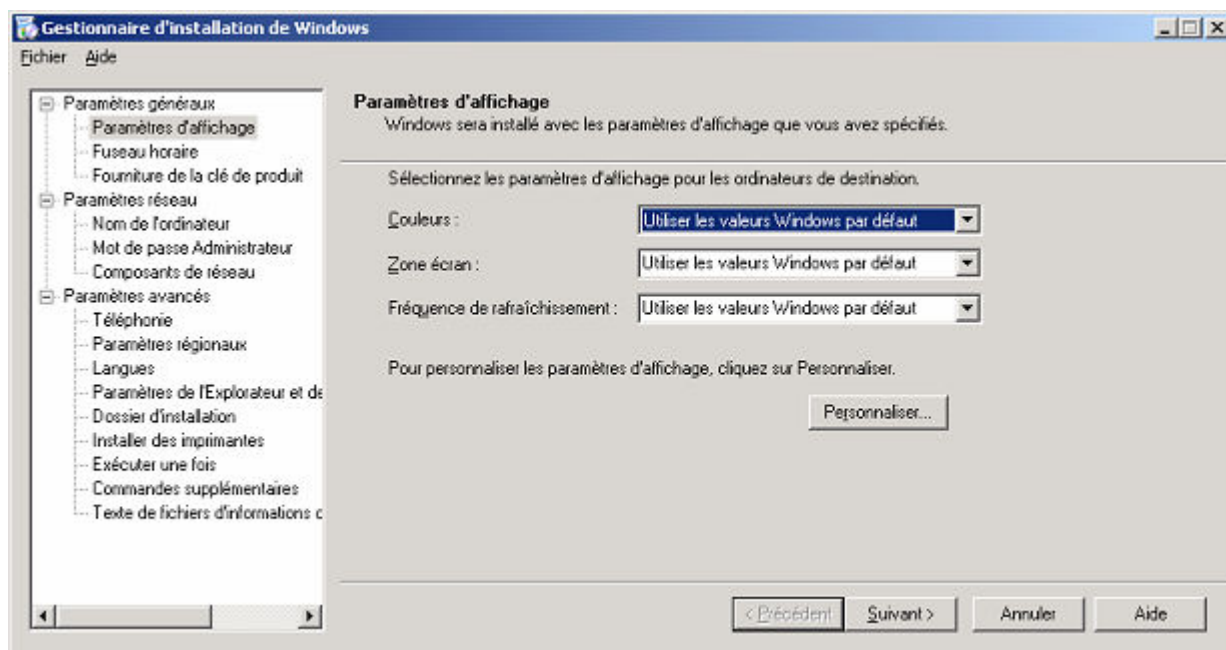 Gestionnaire d'installation de Windows
Fichier Aide
Paramètres généraux
Paramètres d'affichage
Fuseau horaire
Fourniture de la clé de produit
Paramètres réseau
Nom de l'ordinateur
Mot de passe Administrateur
Composants de réseau
Paramètres avancés
Téléphonie
Paramètres régionaux
Langues
Paramètres de l'Explorateur et de
Dossier d'installation
Installer des imprimantes
Exécuter une fois
Commandes supplémentaires
Texte de fichiers d'informations c
Paramètres d'affichage
Windows sera installé avec les paramètres d'affichage que vous avez spécifiés.
Sélectionnez les paramètres d'affichage pour les ordinateurs de destination.
Couleurs : Utiliser les valeurs Windows par défaut
Zone écran : Utiliser les valeurs Windows par défaut
Fréquence de rafraîchissement : Utiliser les valeurs Windows par défaut
Pour personnaliser les paramètres d'affichage, cliquez sur Personnaliser.
Personnaliser...
< Précédent Suivant > Annuler Aide